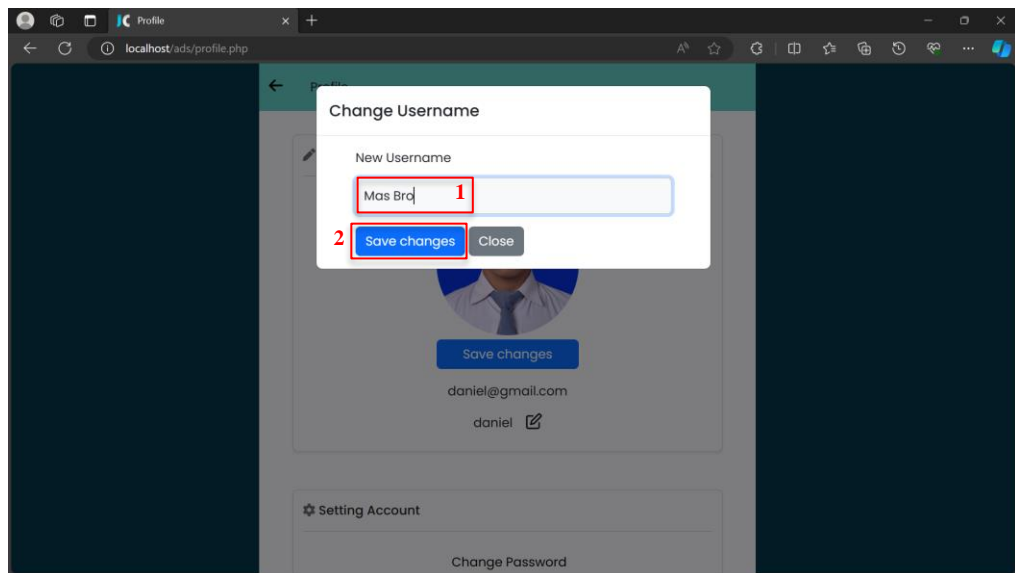 Profile
localhost/ads/profile.php
Profile
Change Username
New Username
Mas Bro 1
2 Save changes Close
Save changes
daniel@gmail.com
daniel
Setting Account
Change Password